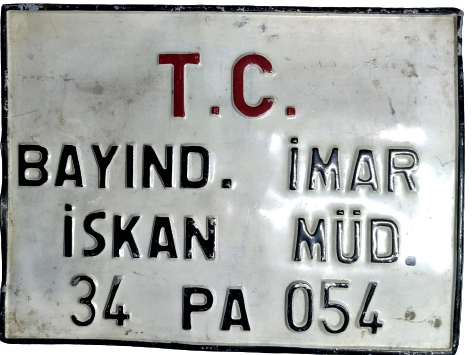 T.C.
BAYIND. İMAR
İSKAN MÜD.
34 PA 054